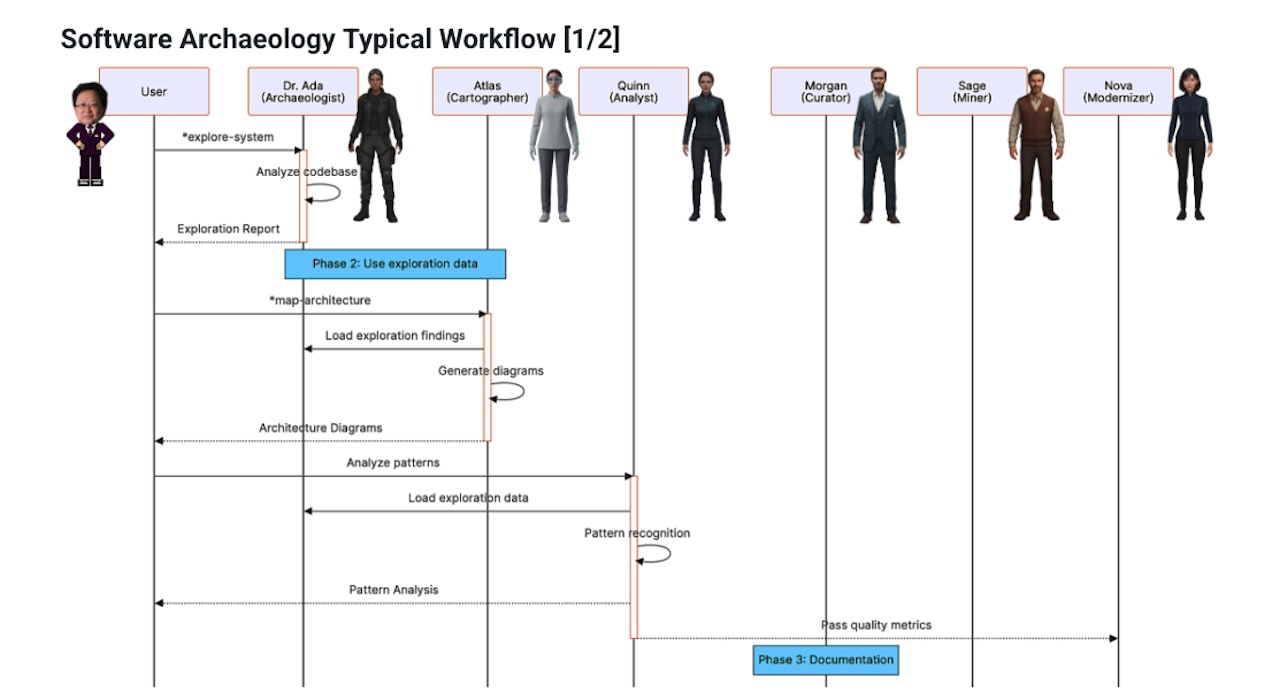 Software Archaeology Typical Workflow [1/2]
User
Dr. Ada
(Archaeologist)
Atlas
(Cartographer)
Quinn
(Analyst)
Morgan
(Curator)
Sage
(Miner)
Nova
(Modernizer)
*explore-system
Analyze codebase
Exploration Report
Phase 2: Use exploration data
*map-architecture
Load exploration findings
Generate diagrams
Architecture Diagrams
Analyze patterns
Load exploration data
Pattern recognition
Pattern Analysis
Pass quality metrics
Phase 3: Documentation